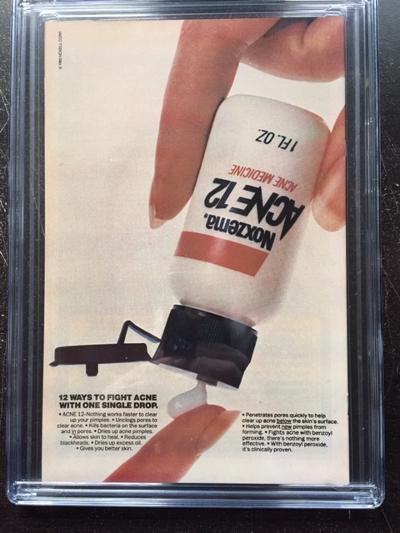 © 1982 NOXELL CORP.
1 FL. OZ.
ACNE MEDICINE
ACNE 12
Noxzema.
12 WAYS TO FIGHT ACNE
WITH ONE SINGLE DROP.
• ACNE 12-Nothing works faster to clear
up your pimples. • Unclogs pores to
clear acne. • Kills bacteria on the surface
and in pores. • Dries up acne pimples.
• Allows skin to heal. • Reduces
blackheads. • Dries up excess oil.
• Gives you better skin.
• Penetrates pores quickly to help
clear up acne below the skin's surface.
• Helps prevent new pimples from
forming. • Fights acne with benzoyl
peroxide, there's nothing more
effective. • With benzoyl peroxide,
it's clinically proven.